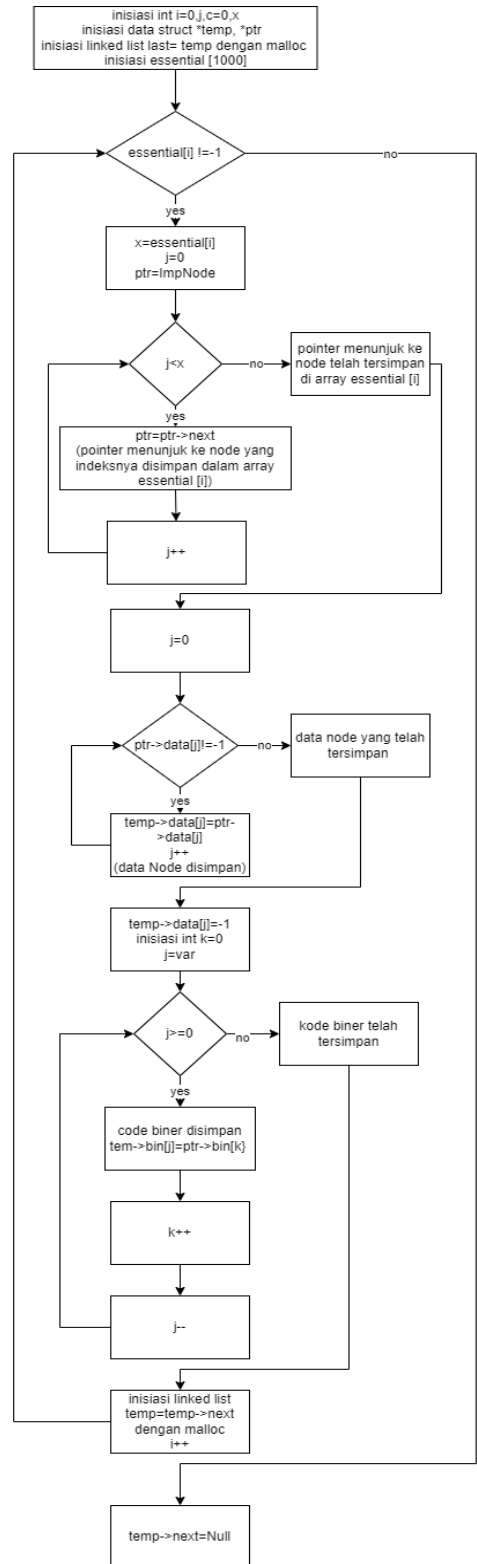 inisiasi int i=0,j,c=0,x
inisiasi data struct *temp, *ptr
inisiasi linked list last= temp dengan malloc
inisiasi essential [1000]
essential[i] !=-1
no
yes
x=essential[i]
j=0
ptr=ImpNode
j<x
no
pointer menunjuk ke
node telah tersimpan
di array essential [i]
yes
ptr=ptr->next
(pointer menunjuk ke node yang
indeksnya disimpan dalam array
essential [i])
j++
j=0
ptr->data[j]!=-1
no
data node yang telah
tersimpan
yes
temp->data[j]=ptr-
>data[j]
j++
(data Node disimpan)
temp->data[j]=-1
inisiasi int k=0
j=var
j>=0
no
kode biner telah
tersimpan
yes
code biner disimpan
tem->bin[j]=ptr->bin[k}
k++
j--
inisiasi linked list
temp=temp->next
dengan malloc
i++
temp->next=Null